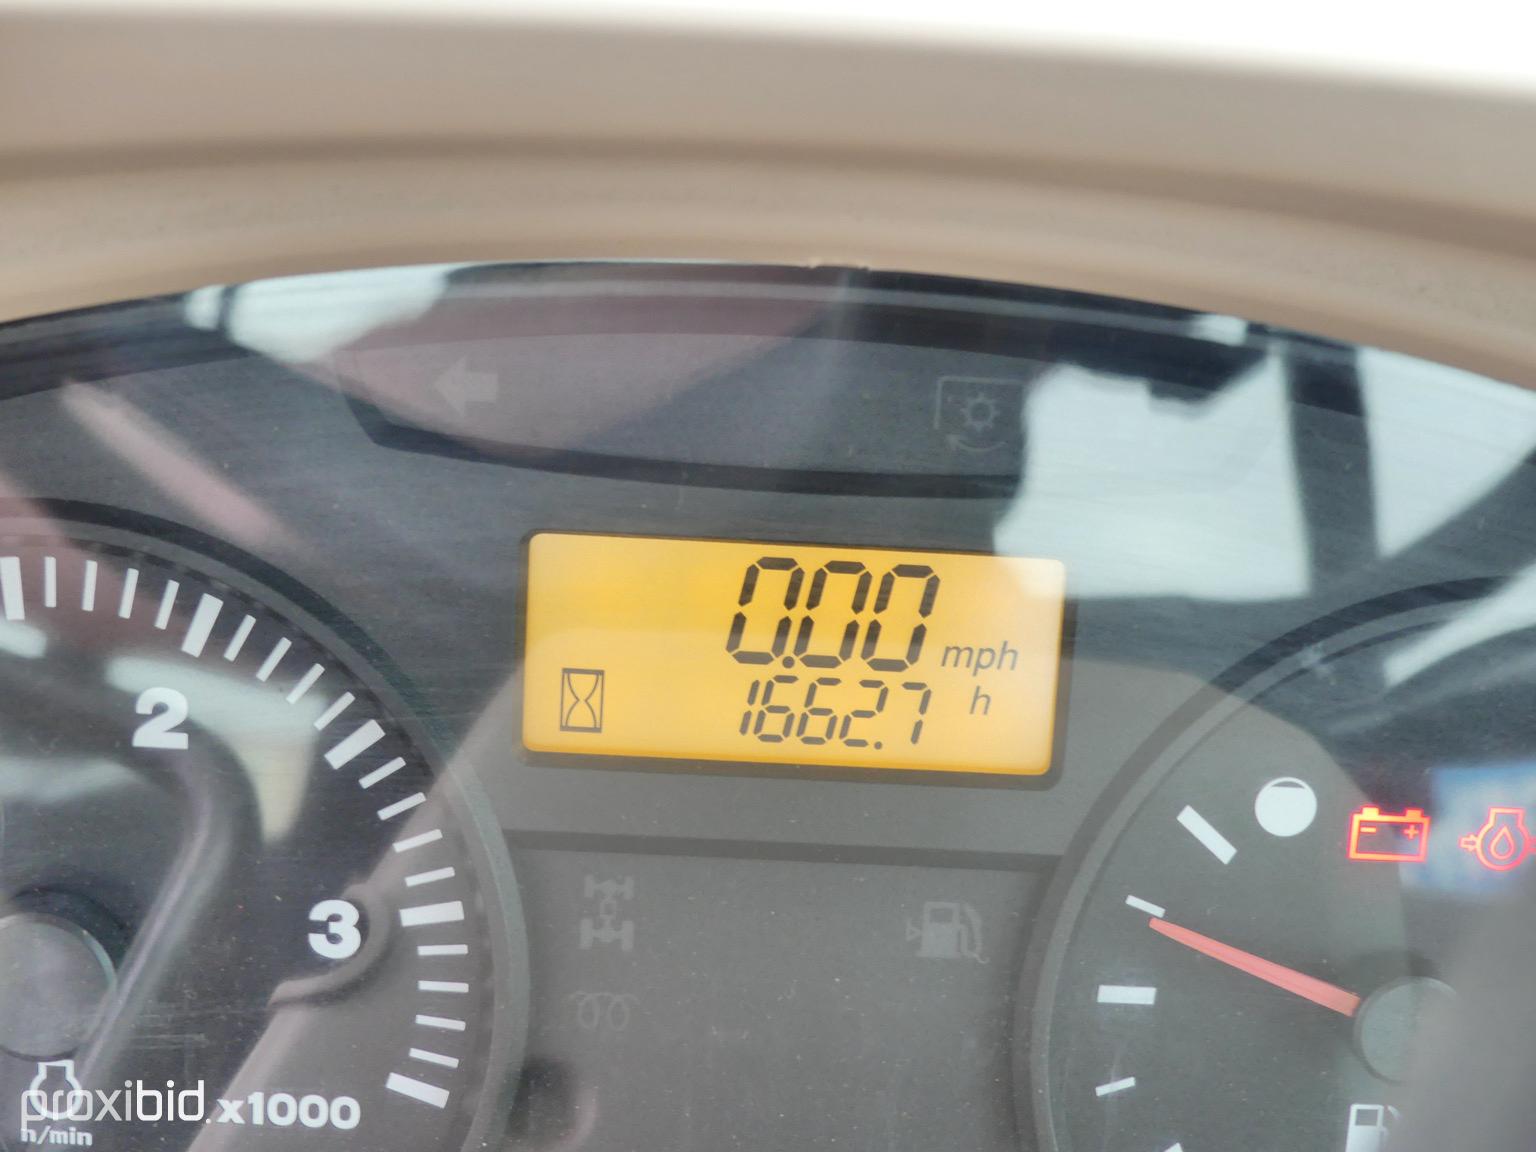 0.00 mph
1662.7 h
2
3
x1000
n/min
proxibid.